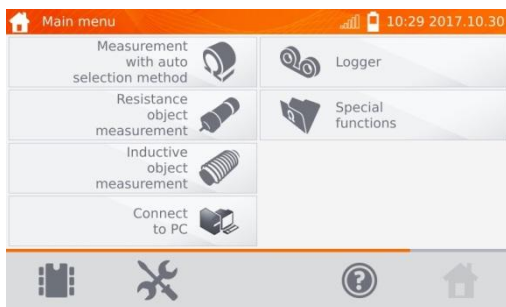 Main menu
10:29 2017.10.30
Measurement
with auto
selection method
Logger
Resistance
object
measurement
Special
functions
Inductive
object
measurement
Connect
to PC